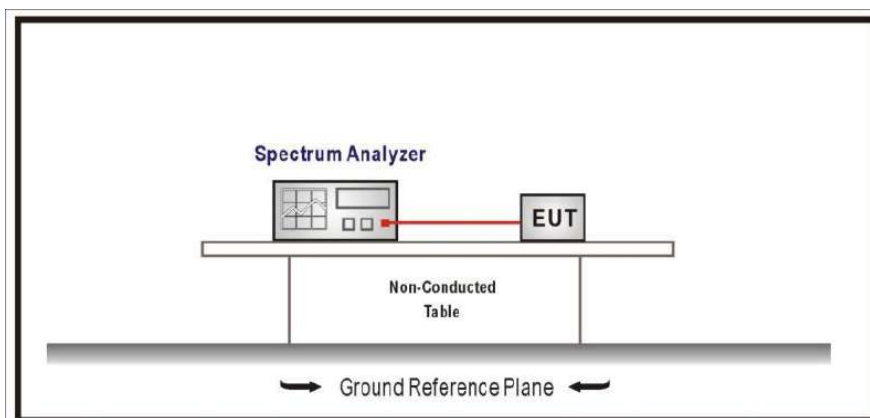 Spectrum Analyzer
EUT
Non-Conducted
Table
Ground Reference Plane